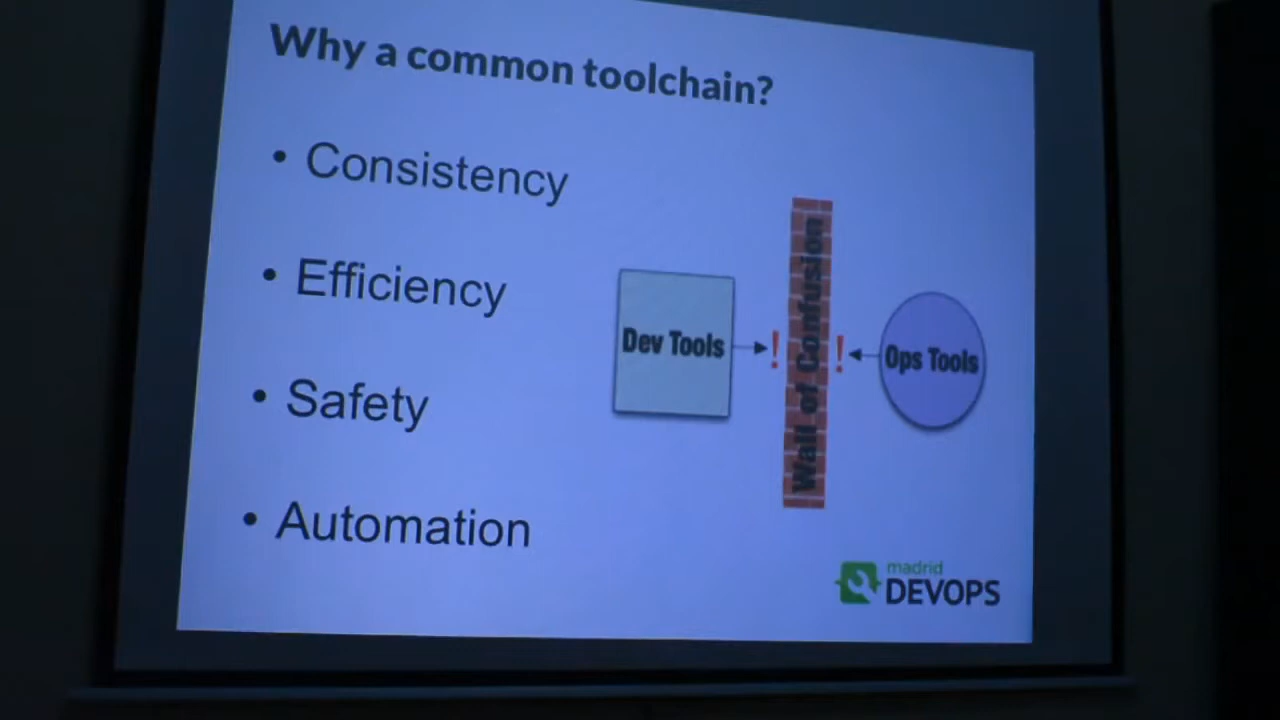 Why a common toolchain?
• Consistency
• Efficiency
• Safety
• Automation
Dev Tools
!
Wall of Confusion
!
Ops Tools
madrid
DEVOPS